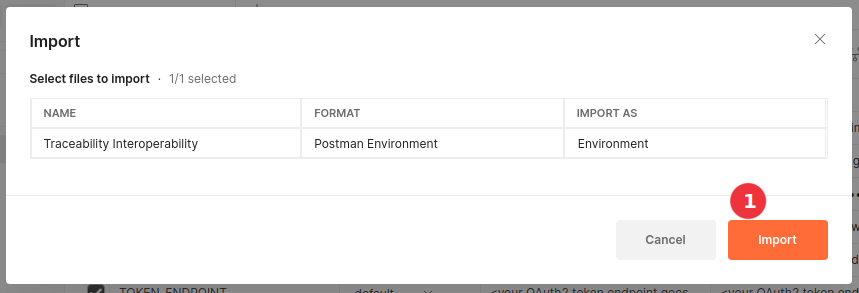 Import
Select files to import · 1/1 selected
NAME FORMAT IMPORT AS
Traceability Interoperability Postman Environment Environment
1
Cancel Import
TOKEN_ENDPOINT default <your OAuth2 token endpoint goes <your OAuth2 token end